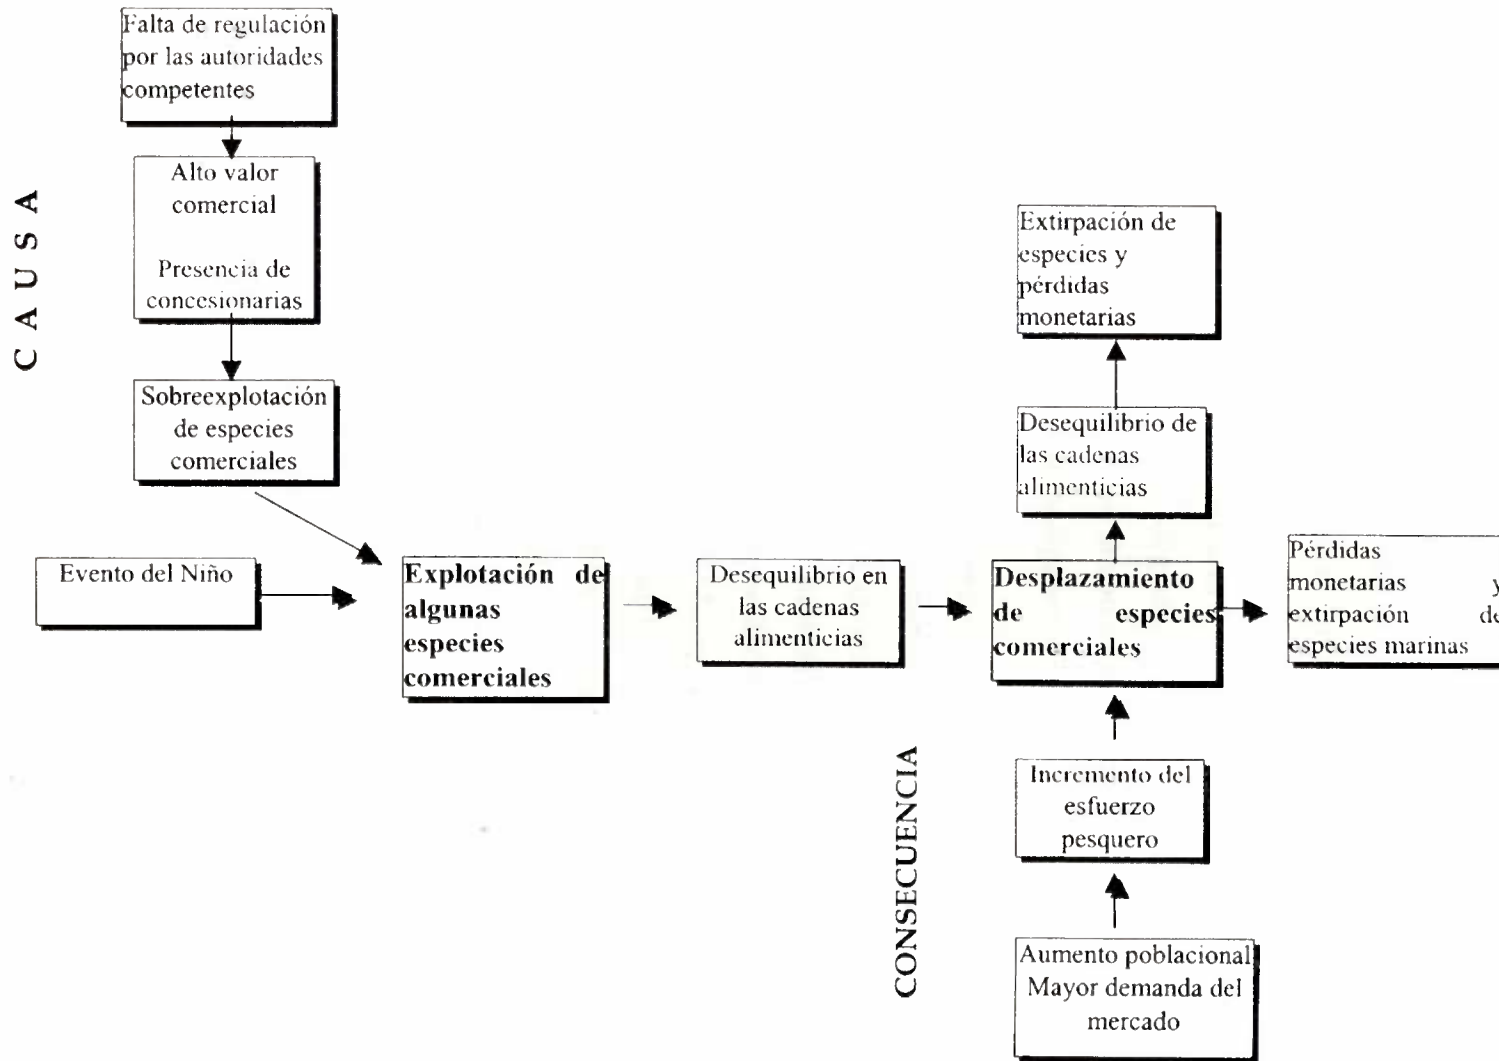 Falta de regulación
por las autoridades
competentes
CAUSA
Alto valor
comercial
Presencia de
concesionarias
Sobreexplotación
de especies
comerciales
Evento del Niño
Explotación de
algunas
especies
comerciales
Desequilibrio en
las cadenas
alimenticias
Extirpación de
especies y
pérdidas
monetarias
Desequilibrio de
las cadenas
alimenticias
Desplazamiento
de especies
comerciales
Pérdidas
monetarias y
extirpación de
especies marinas
CONSECUENCIA
Incremento del
esfuerzo
pesquero
Aumento poblacional
Mayor demanda del
mercado